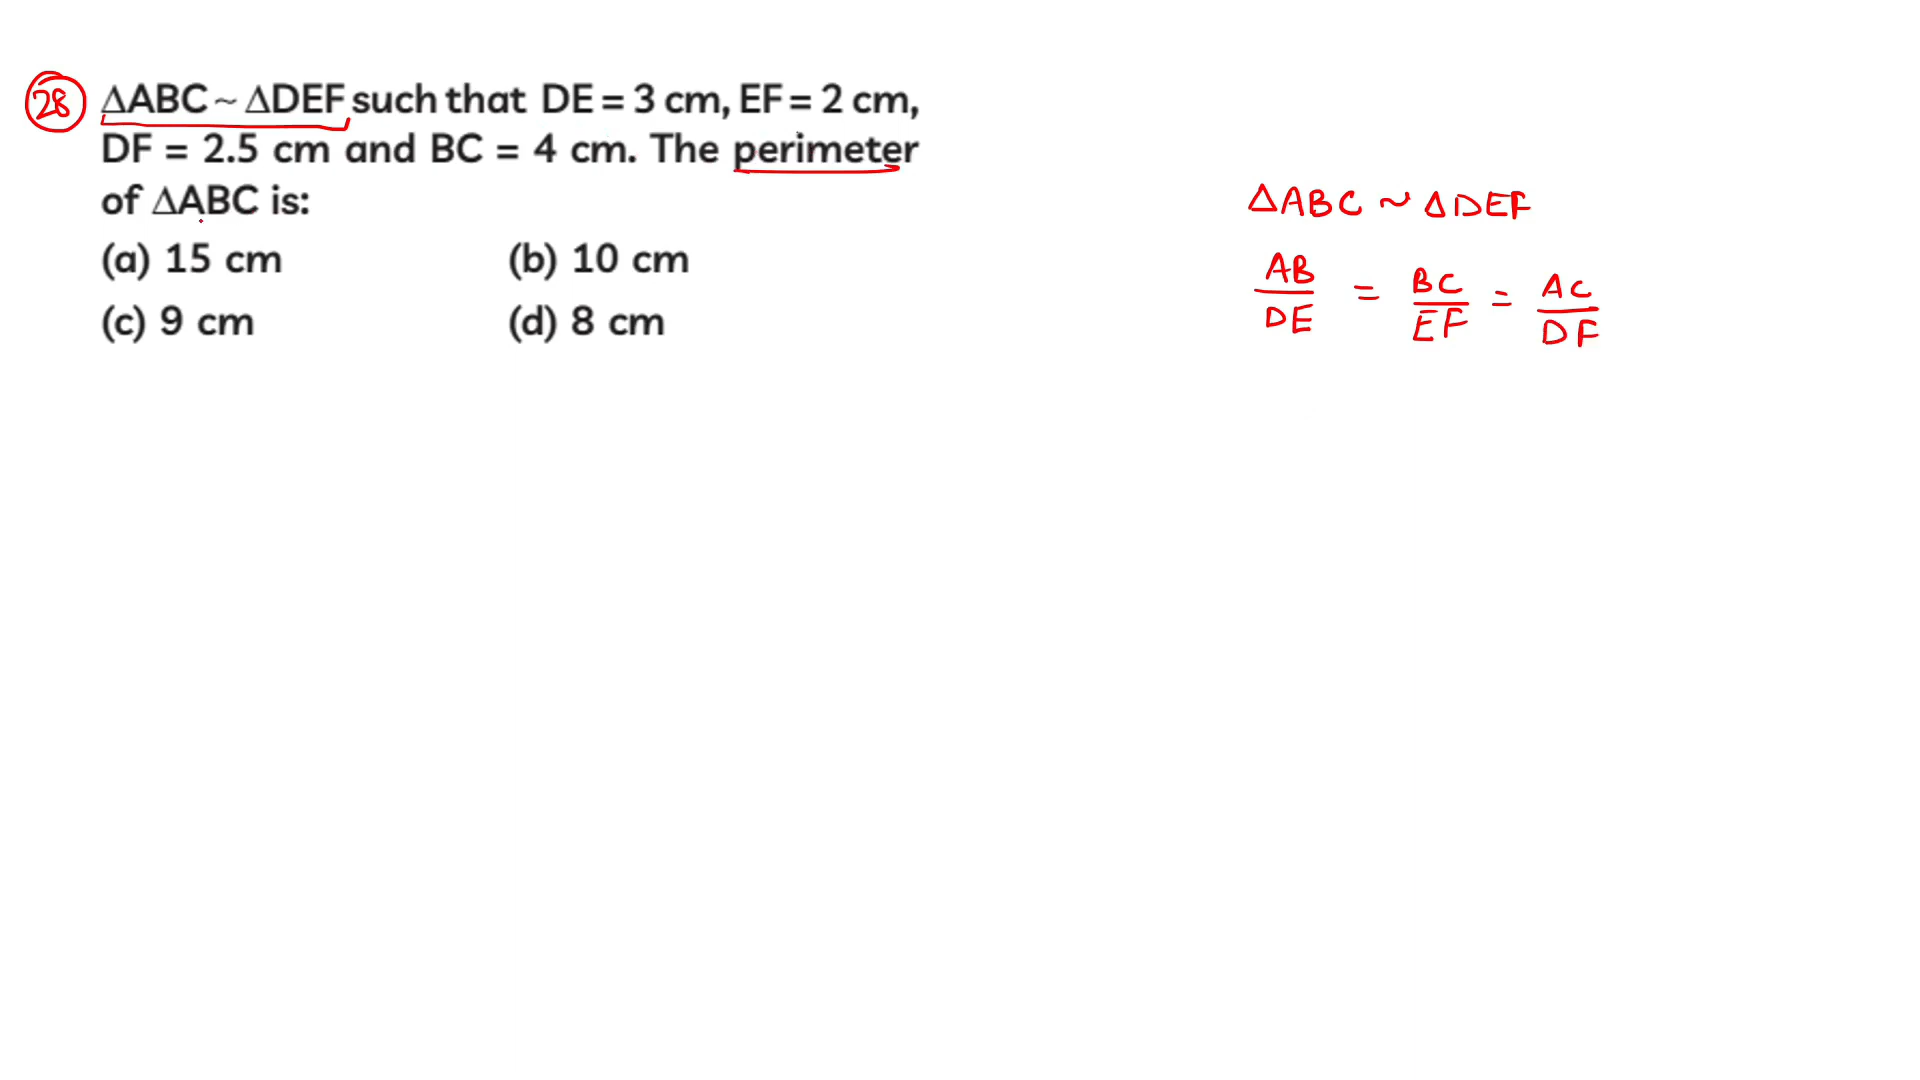 28 ΔABC ~ ΔDEF such that DE = 3 cm, EF = 2 cm,
DF = 2.5 cm and BC = 4 cm. The perimeter
of ΔABC is:
(a) 15 cm (b) 10 cm
(c) 9 cm (d) 8 cm
ΔABC ~ ΔDEF
AB/DE = BC/EF = AC/DF